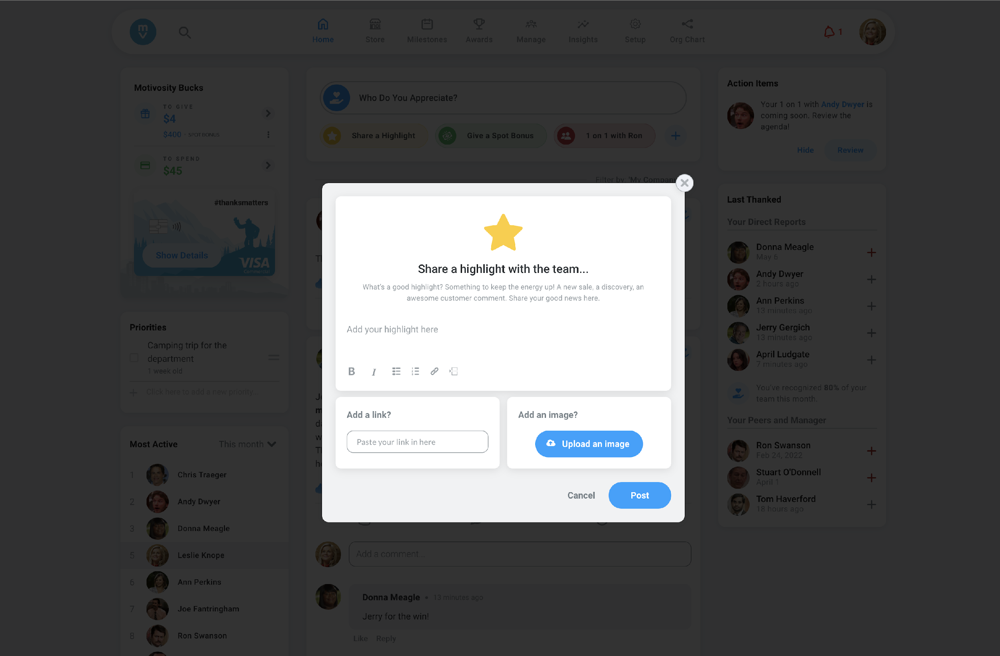 mv
Home
Store
Milestones
Awards
Manage
Insights
Setup
Org Chart
1
Motivosity Bucks
TO GIVE
$4
$400 · SPOT BONUS
TO SPEND
$45
#thanksmatters
Show Details
VISA
Commercial
Priorities
Camping trip for the
department
1 week old
Click here to add a new priority...
Most Active
This month
1 Chris Traeger
2 Andy Dwyer
3 Donna Meagle
5 Leslie Knope
6 Ann Perkins
7 Joe Fantringham
8 Ron Swanson
Who Do You Appreciate?
Share a Highlight
Give a Spot Bonus
1 on 1 with Ron
Filter by: 'My Company
Share a highlight with the team...
What's a good highlight? Something to keep the energy up! A new sale, a discovery, an
awesome customer comment. Share your good news here.
Add your highlight here
B I
Add a link?
Paste your link in here
Add an image?
Upload an image
Cancel
Post
Add a comment...
Donna Meagle • 13 minutes ago
Jerry for the win!
Like Reply
Action Items
Your 1 on 1 with Andy Dwyer is
coming soon. Review the
agenda!
Hide
Review
Last Thanked
Your Direct Reports
Donna Meagle
May 6
Andy Dwyer
2 hours ago
Ann Perkins
13 minutes ago
Jerry Gergich
13 minutes ago
April Ludgate
7 minutes ago
You've recognized 80% of your
team this month.
Your Peers and Manager
Ron Swanson
Feb 24, 2022
Stuart O'Donnell
April 1
Tom Haverford
18 hours ago